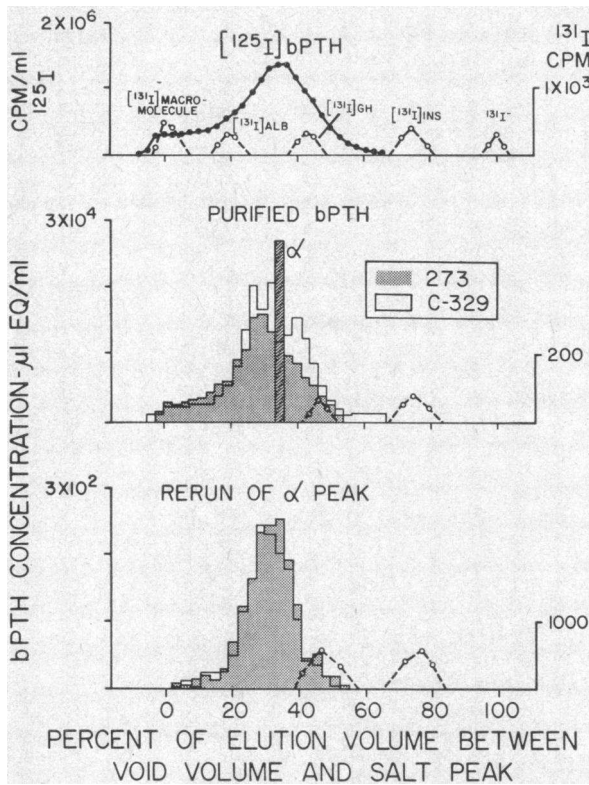 2X10⁶
[¹²⁵I]bPTH
¹³¹I
CPM
CPM/ml
¹²⁵I
[¹³¹I]MACRO-
MOLECULE
[¹³¹I]ALB
[¹³¹I]GH
[¹³¹I]INS
¹³¹I⁻
1X10³
PURIFIED bPTH
3X10⁴
α
273
C-329
200
RERUN OF α PEAK
3X10²
1000
bPTH CONCENTRATION-μl EQ/ml
0 20 40 60 80 100
PERCENT OF ELUTION VOLUME BETWEEN
VOID VOLUME AND SALT PEAK